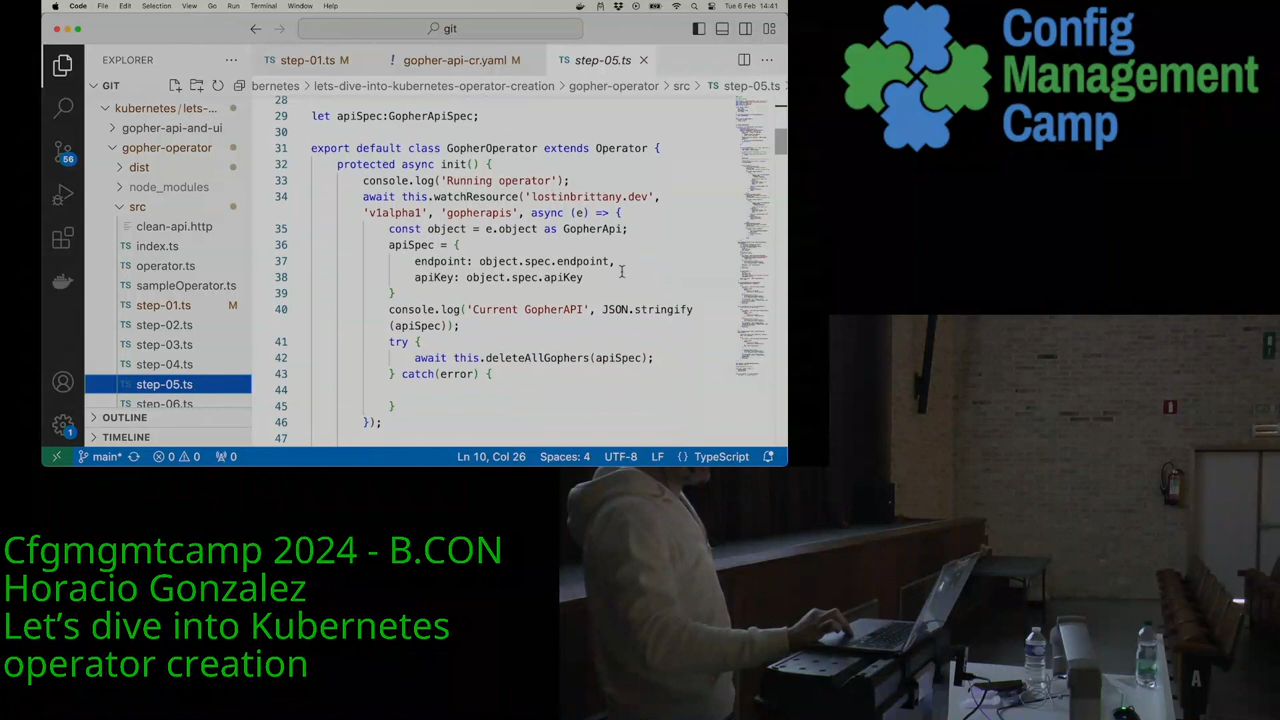 Code File Edit Selection View Go Run Terminal Window Help Tue 6 Feb 14:41
git
EXPLORER
step-01.ts M
gopher-api-cr.yaml M
step-05.ts
GIT
bernetes > lets-dive-into-kubernetes-operator-creation > gopher-operator > src > step-05.ts
kubernetes / lets-...
gopher-api-and-ui
gopher-operator
dist
node_modules
src
clean-api.http
index.ts
operator.ts
sampleOperator.ts
step-01.ts M
step-02.ts
step-03.ts
step-04.ts
step-05.ts
step-06.ts
OUTLINE
TIMELINE
56
1
28
29 let apiSpec:GopherApiSpec;
30
31 export default class GopherOperator extends Operator {
32 protected async init() {
33 console.log('Running operator');
34 await this.watchResource('lostinbrittany.dev',
'v1alpha1', 'gopherapis', async (e) => {
35 const object = e.object as GopherApi;
36 apiSpec = {
37 endpoint: object.spec.endpoint,
38 apiKey: object.spec.apiKey
39 }
40 console.log('Current GopherAPI', JSON.stringify
(apiSpec));
41 try {
42 await this.deleteAllGophers(apiSpec);
43 } catch(error) {
44
45 }
46 });
47
main* 0 0 0 Ln 10, Col 26 Spaces: 4 UTF-8 LF {} TypeScript
Config
Management
Camp
Cfgmgmtcamp 2024 - B.CON
Horacio Gonzalez
Let’s dive into Kubernetes
operator creation
A